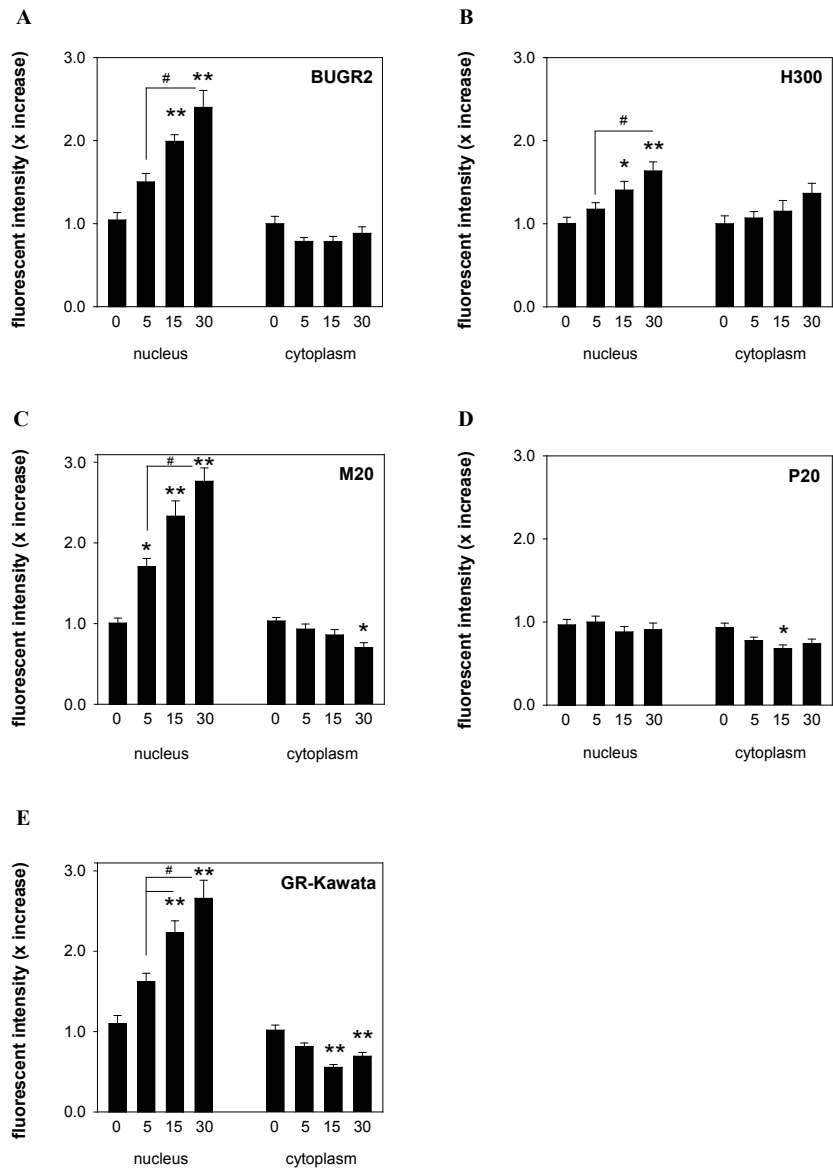 A
fluorescent intensity (x increase)
3.0
2.0
1.0
0.0
BUGR2
#
**
**
0 5 15 30 0 5 15 30
nucleus cytoplasm
B
fluorescent intensity (x increase)
3.0
2.0
1.0
0.0
H300
#
**
*
0 5 15 30 0 5 15 30
nucleus cytoplasm
C
fluorescent intensity (x increase)
3.0
2.0
1.0
0.0
M20
# **
**
*
*
0 5 15 30 0 5 15 30
nucleus cytoplasm
D
fluorescent intensity (x increase)
3.0
2.0
1.0
0.0
P20
*
0 5 15 30 0 5 15 30
nucleus cytoplasm
E
fluorescent intensity (x increase)
3.0
2.0
1.0
0.0
GR-Kawata
# **
**
** **
0 5 15 30 0 5 15 30
nucleus cytoplasm